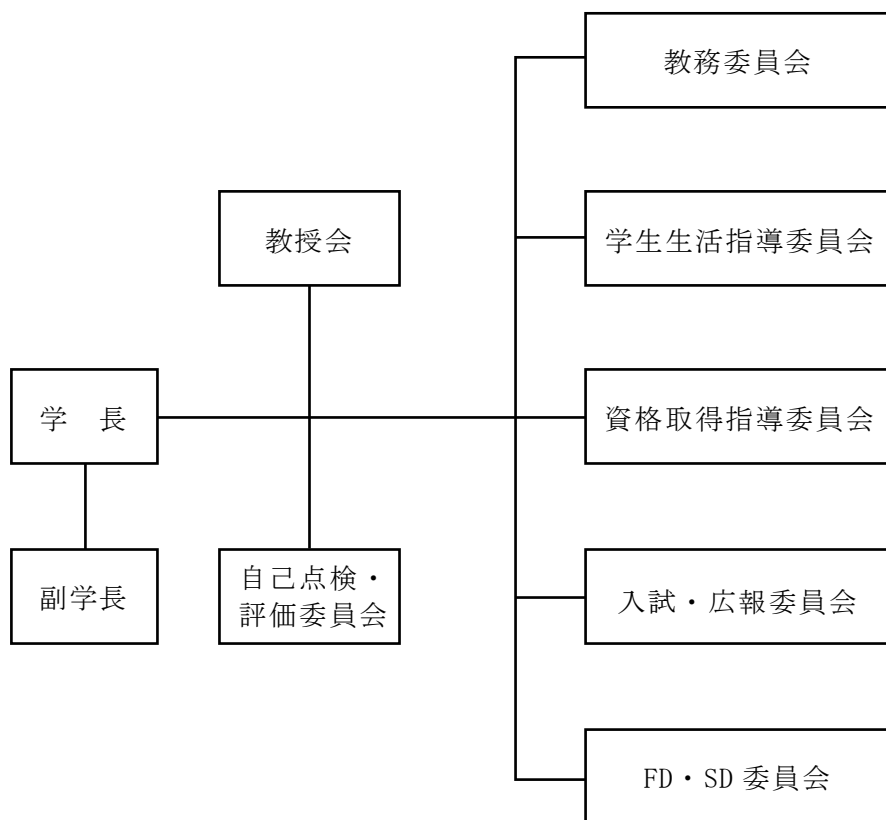 教務委員会
教授会
学生生活指導委員会
学　長
資格取得指導委員会
副学長
自己点検・
評価委員会
入試・広報委員会
FD・SD 委員会